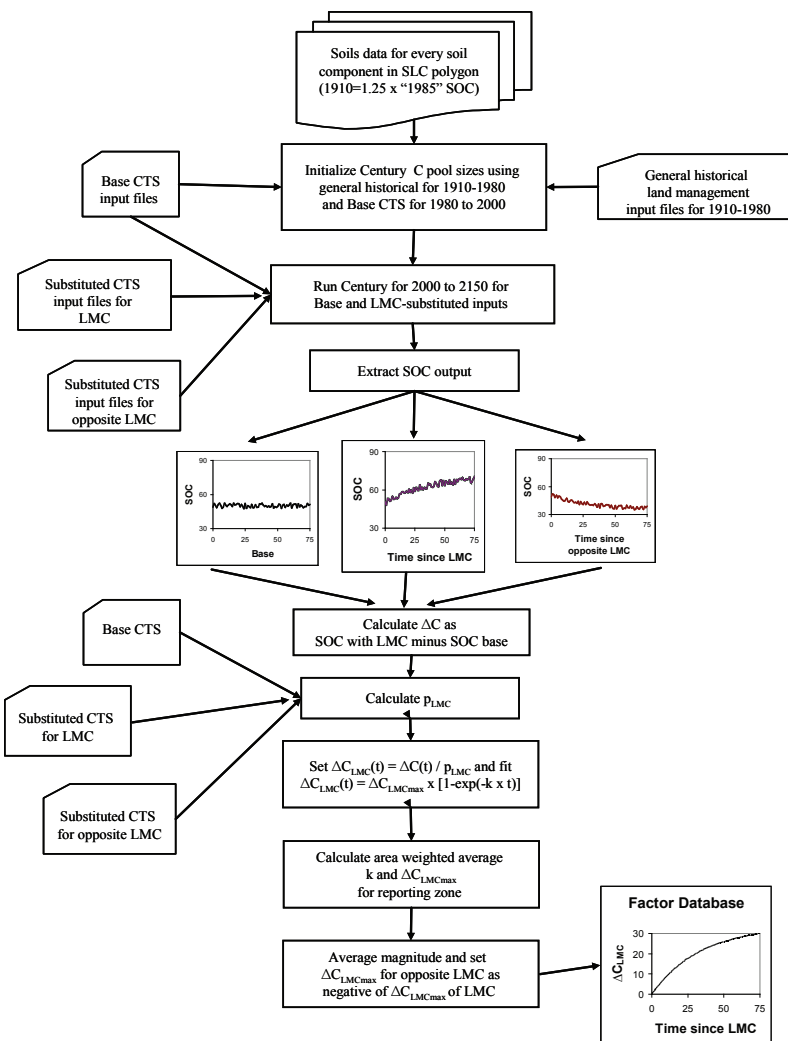 Soils data for every soil
component in SLC polygon
(1910=1.25 x “1985” SOC)
Base CTS
input files
Initialize Century C pool sizes using
general historical for 1910-1980
and Base CTS for 1980 to 2000
General historical
land management
input files for 1910-1980
Substituted CTS
input files for
LMC
Run Century for 2000 to 2150 for
Base and LMC-substituted inputs
Substituted CTS
input files for
opposite LMC
Extract SOC output
90
60
30
SOC
0 25 50 75
Base
90
60
30
SOC
0 25 50 75
Time since LMC
90
60
30
SOC
0 25 50 75
Time since
opposite LMC
Base CTS
Calculate ΔC as
SOC with LMC minus SOC base
Substituted CTS
for LMC
Calculate pLMC
Substituted CTS
for opposite LMC
Set ΔCLMC(t) = ΔC(t) / pLMC and fit
ΔCLMC(t) = ΔCLMCmax x [1-exp(-k x t)]
Calculate area weighted average
k and ΔCLMCmax
for reporting zone
Average magnitude and set
ΔCLMCmax for opposite LMC as
negative of ΔCLMCmax of LMC
Factor Database
30
20
10
0
ΔCLMC
0 25 50 75
Time since LMC